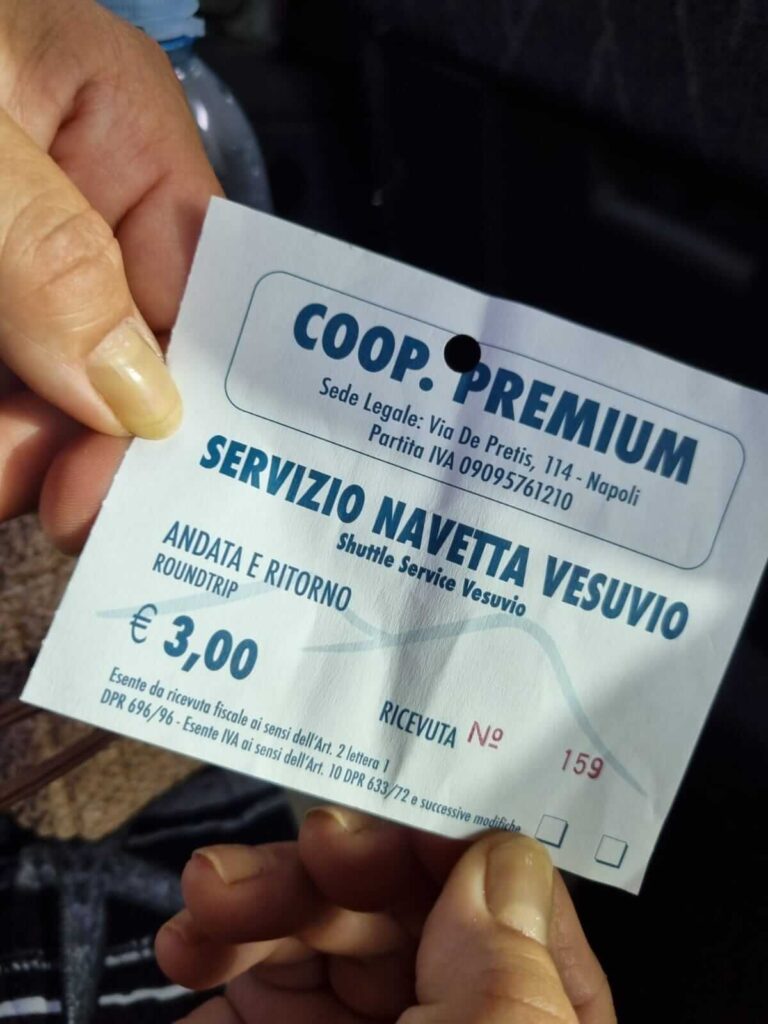 COOP. PREMIUM
Sede Legale: Via De Pretis, 114 - Napoli
Partita IVA 09095761210
SERVIZIO NAVETTA VESUVIO
Shuttle Service Vesuvio
ANDATA E RITORNO
ROUNDTRIP
€ 3,00
RICEVUTA Nº 159
Esente da ricevuta fiscale ai sensi dell'Art. 2 lettera 1
DPR 696/96 - Esente IVA ai sensi dell'Art. 10 DPR 633/72 e successive modifiche